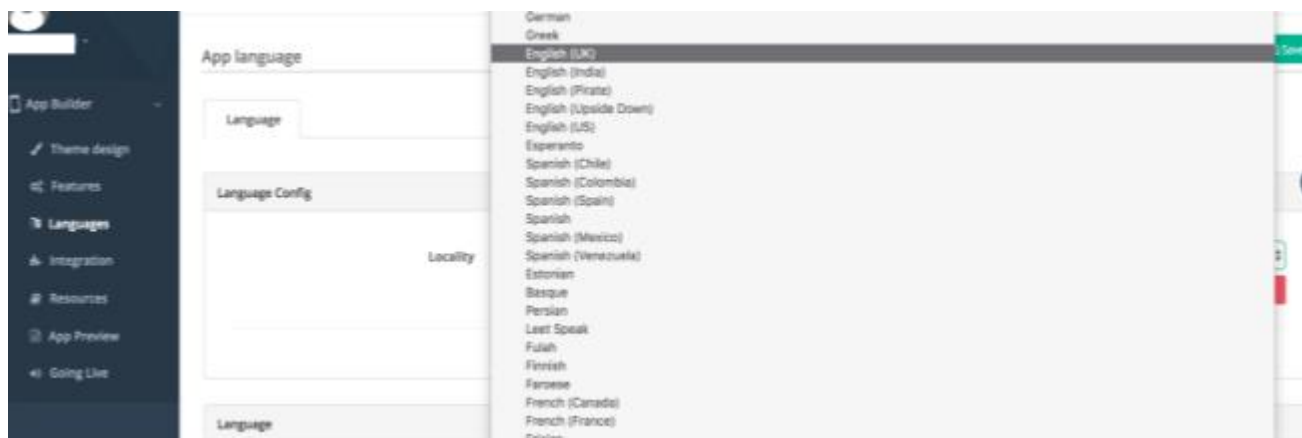 App Builder
Theme design
Features
Languages
Integration
Resources
App Preview
Going Live
App language
Save
Language
Language Config
Locality
Language
German
Greek
English (UK)
English (India)
English (Pirate)
English (Upside Down)
English (US)
Esperanto
Spanish (Chile)
Spanish (Colombia)
Spanish (Spain)
Spanish
Spanish (Mexico)
Spanish (Venezuela)
Estonian
Basque
Persian
Leet Speak
Fulah
Finnish
Faroese
French (Canada)
French (France)